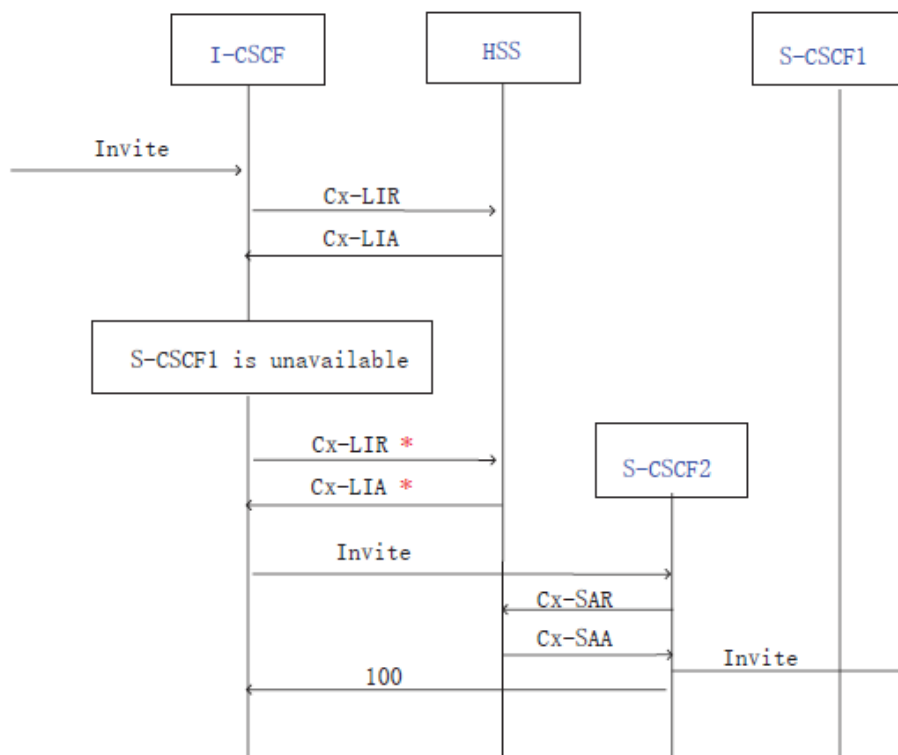 I-CSCF
HSS
S-CSCF1
Invite
Cx-LIR
Cx-LIA
S-CSCF1 is unavailable
Cx-LIR *
S-CSCF2
Cx-LIA *
Invite
Cx-SAR
Cx-SAA
Invite
100